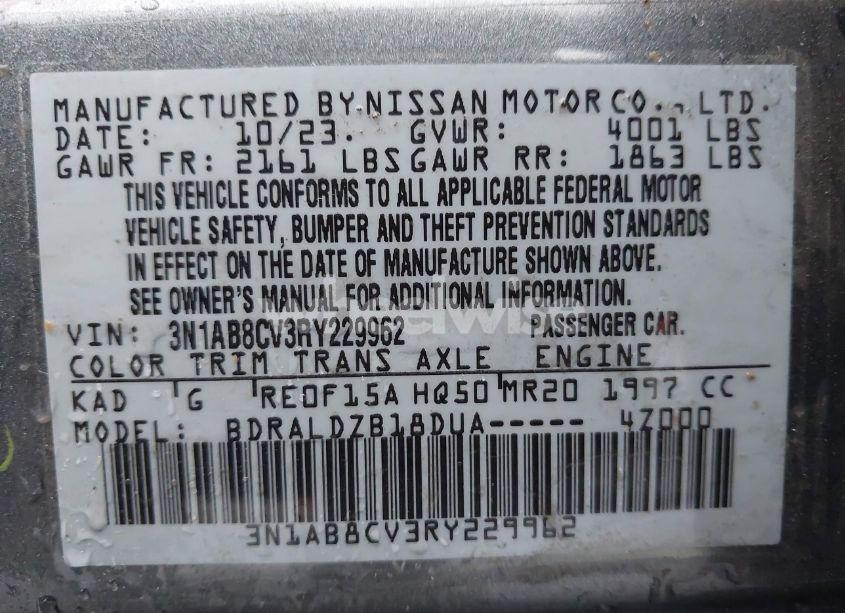 MANUFACTURED BY NISSAN MOTOR CO., LTD.
DATE: 10/23. GVWR: 4001 LBS
GAWR FR: 2161 LBS GAWR RR: 1863 LBS
THIS VEHICLE CONFORMS TO ALL APPLICABLE FEDERAL MOTOR
VEHICLE SAFETY, BUMPER AND THEFT PREVENTION STANDARDS
IN EFFECT ON THE DATE OF MANUFACTURE SHOWN ABOVE.
SEE OWNER'S MANUAL FOR ADDITIONAL INFORMATION.
VIN: 3N1AB8CV3RY229962 PASSENGER CAR.
COLOR TRIM TRANS AXLE ENGINE
KAD G RE0F15A HQ50 MR20 1997 CC
MODEL: BDRALDZB18DUA----- 4Z000
3N1AB8CV3RY229962